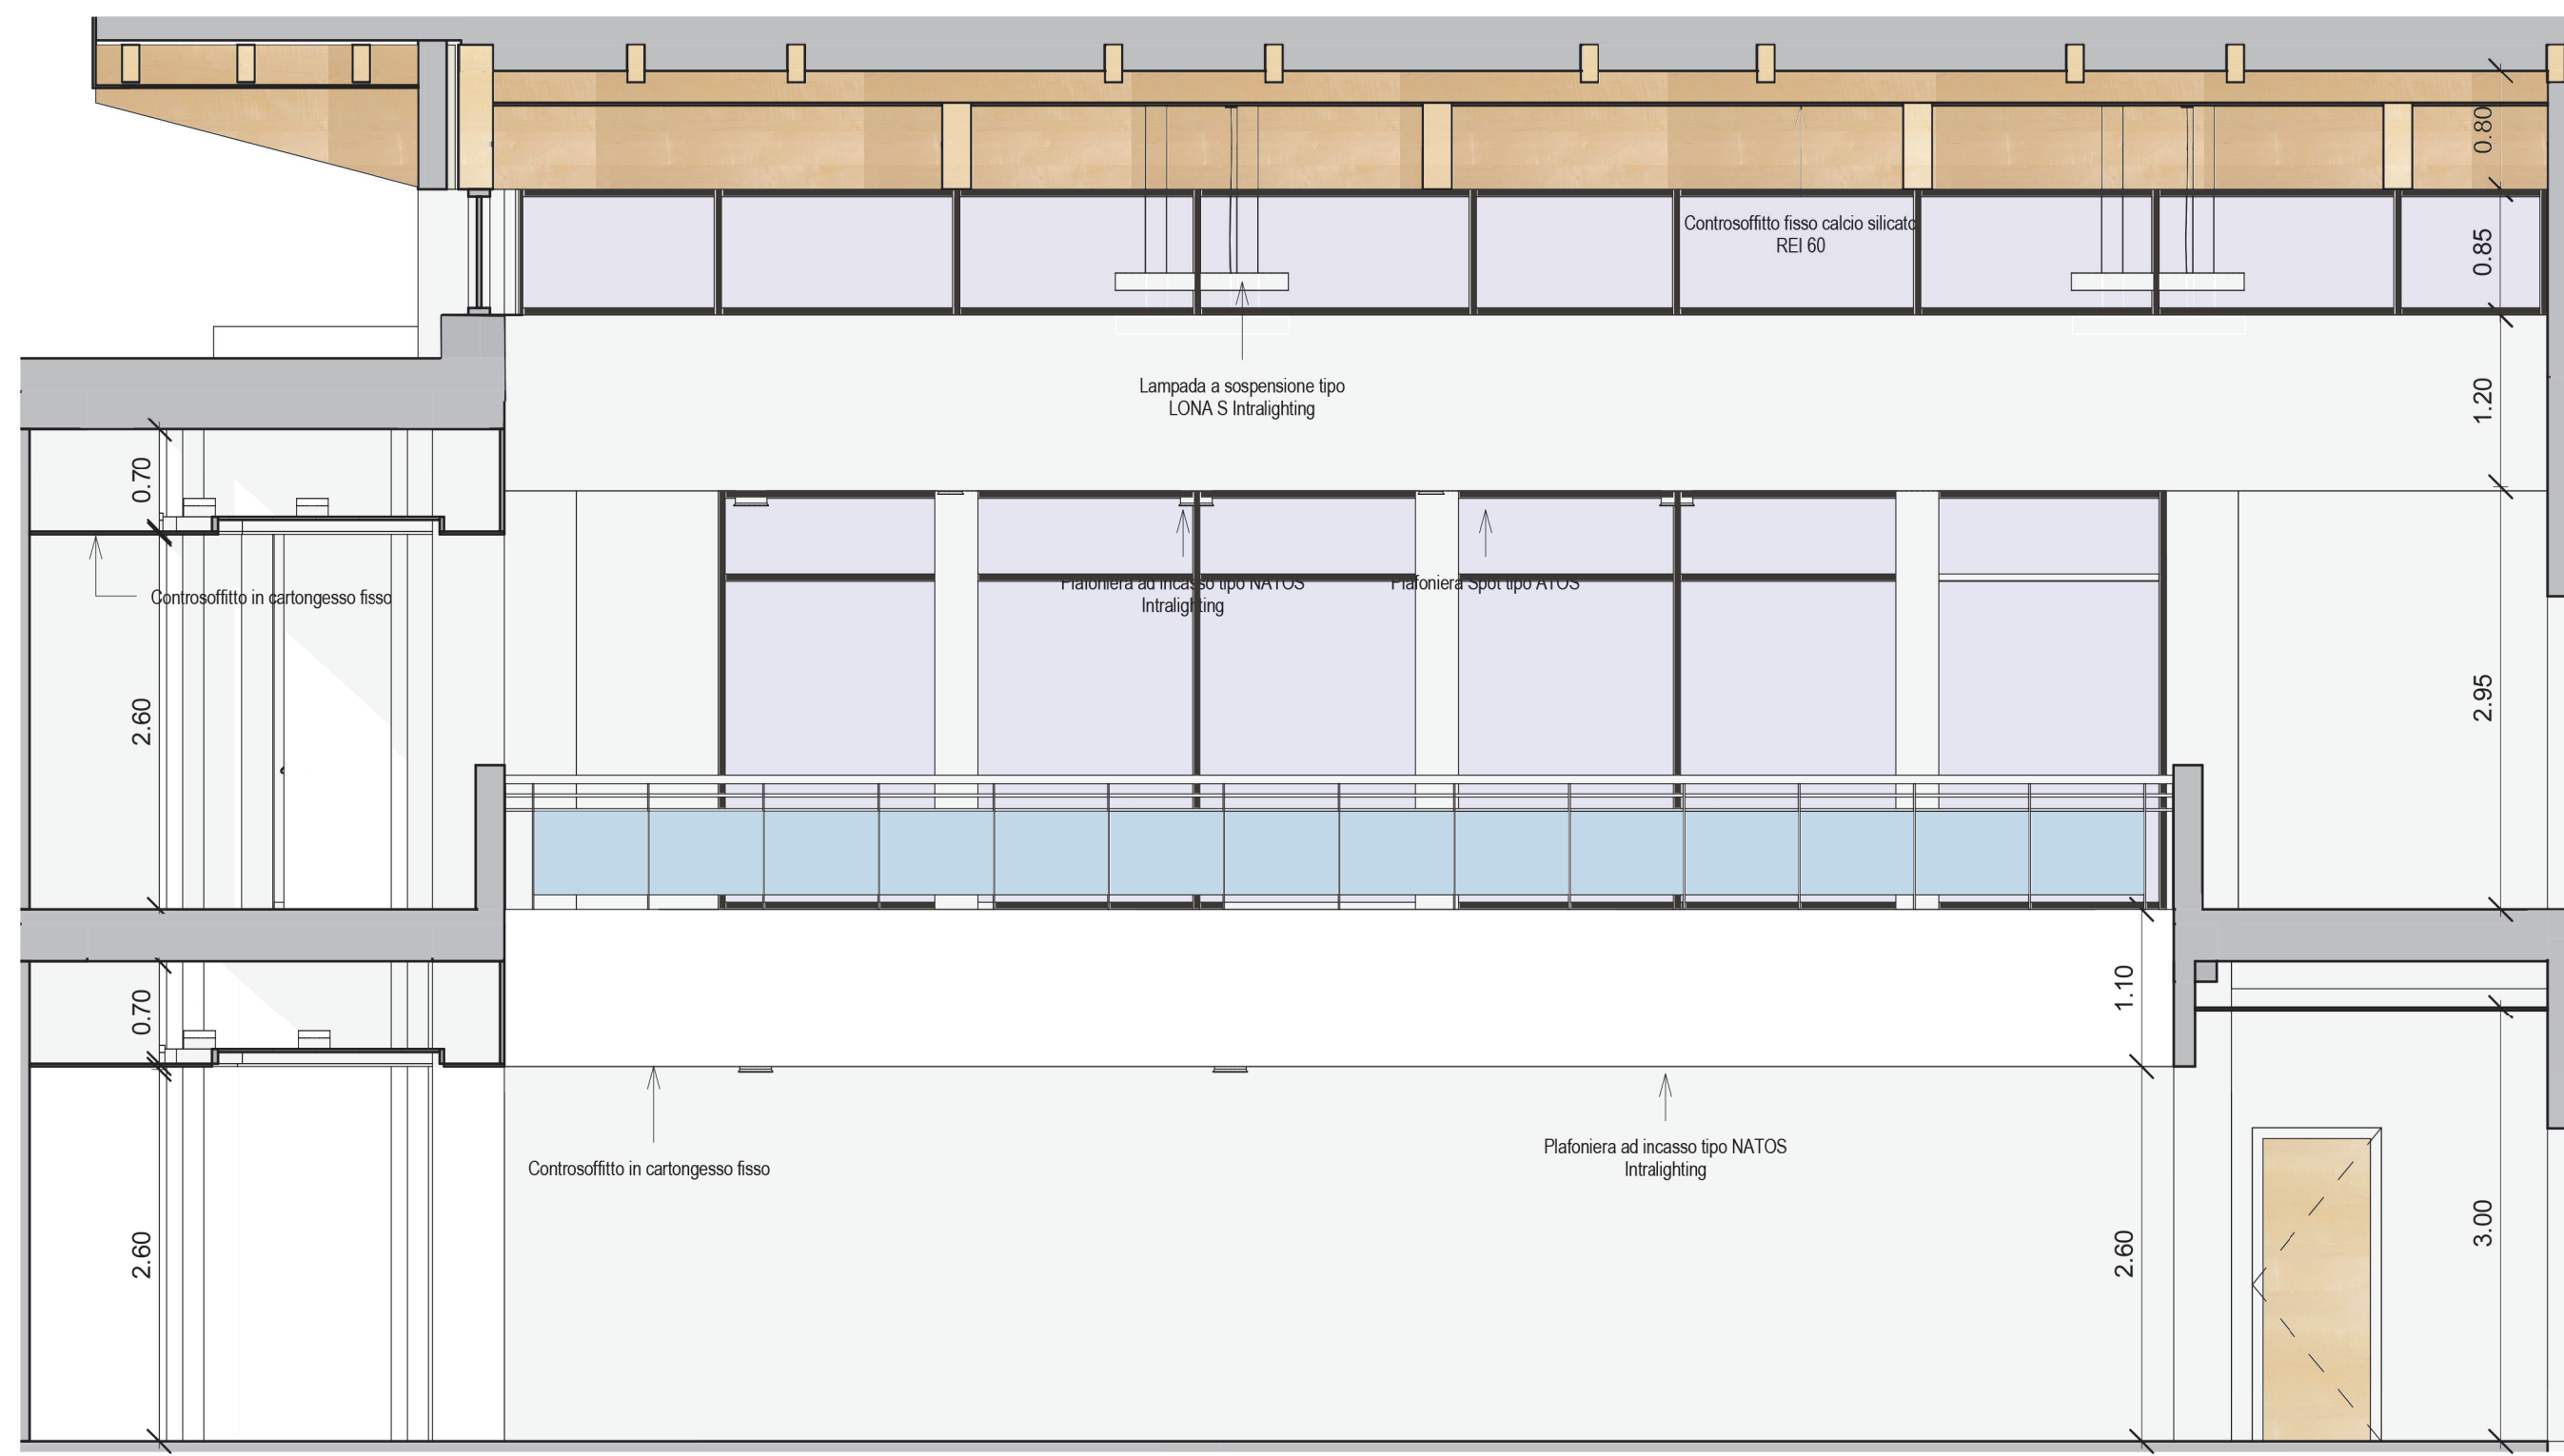 0.80
Controsoffitto fisso calcio silicato
REI 60
0.85
Lampada a sospensione tipo
LONA S Intralighting
1.20
0.70
Controsoffitto in cartongesso fisso
Plafoniera ad incasso tipo NATOS
Intralighting
Plafoniera Spot tipo ATOS
2.60
2.95
0.70
1.10
Controsoffitto in cartongesso fisso
Plafoniera ad incasso tipo NATOS
Intralighting
2.60
2.60
3.00